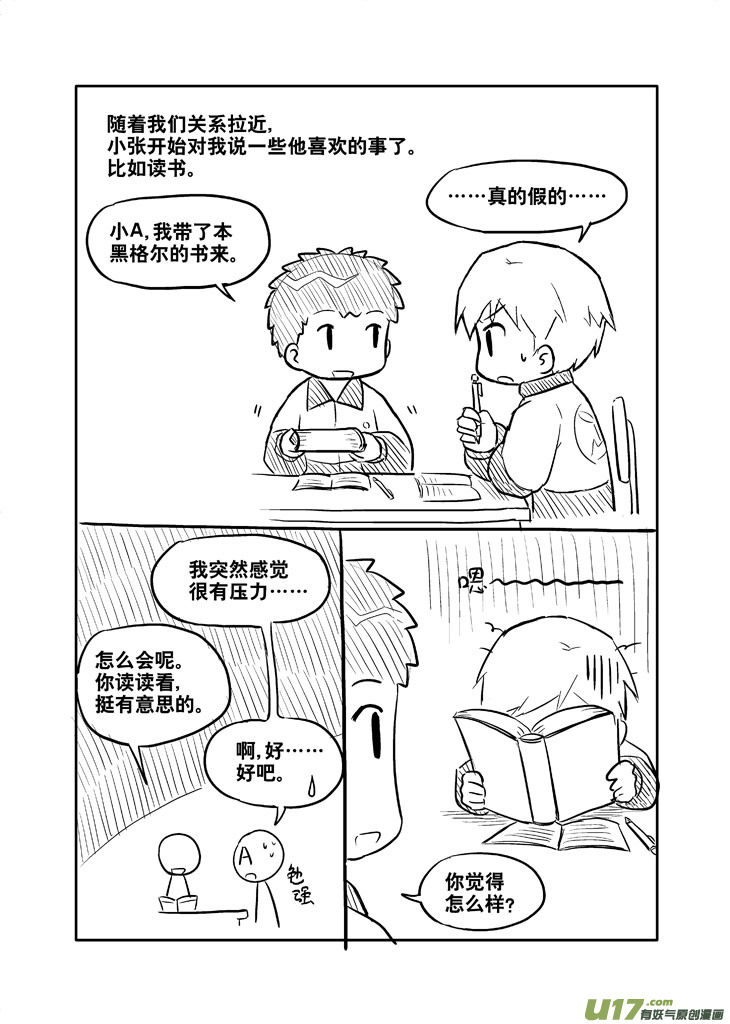 随着我们关系拉近，
小张开始对我说一些他喜欢的事了。
比如读书。
小A，我带了本
黑格尔的书来。
……真的假的……
我突然感觉
很有压力……
怎么会呢。
你读读看，
挺有意思的。
啊，好……
好吧。
A
勉强
嗯
你觉得
怎么样？
U17.com
有妖气原创漫画